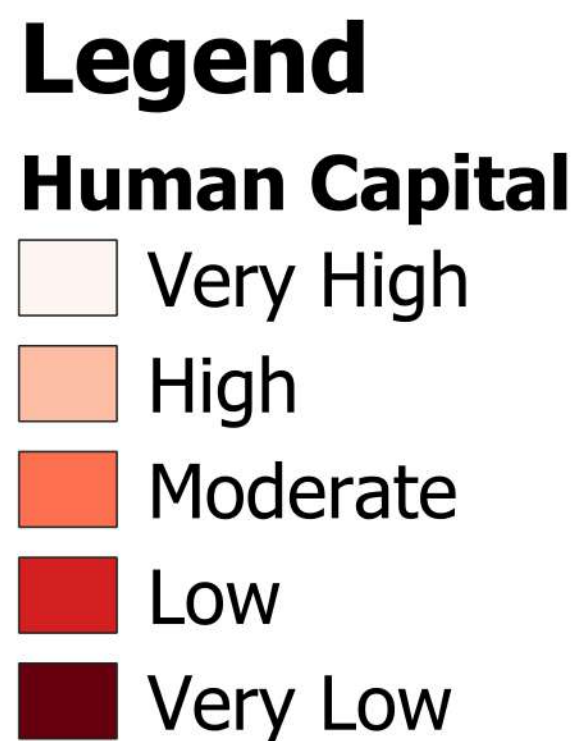 Legend
Human Capital
Very High
High
Moderate
Low
Very Low